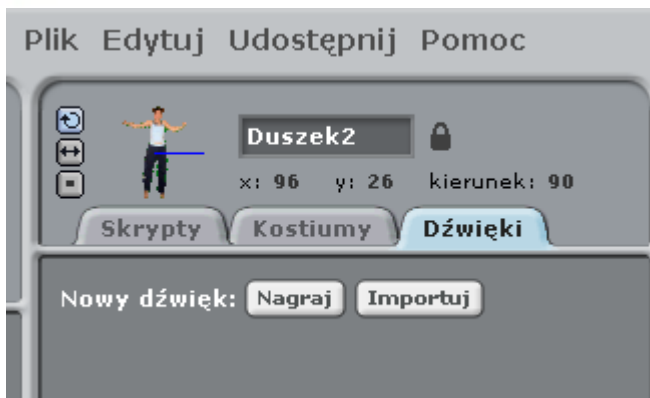 Plik Edytuj Udostępnij Pomoc
Duszek2
x: 96 y: 26 kierunek: 90
Skrypty Kostiumy Dźwięki
Nowy dźwięk: Nagraj Importuj